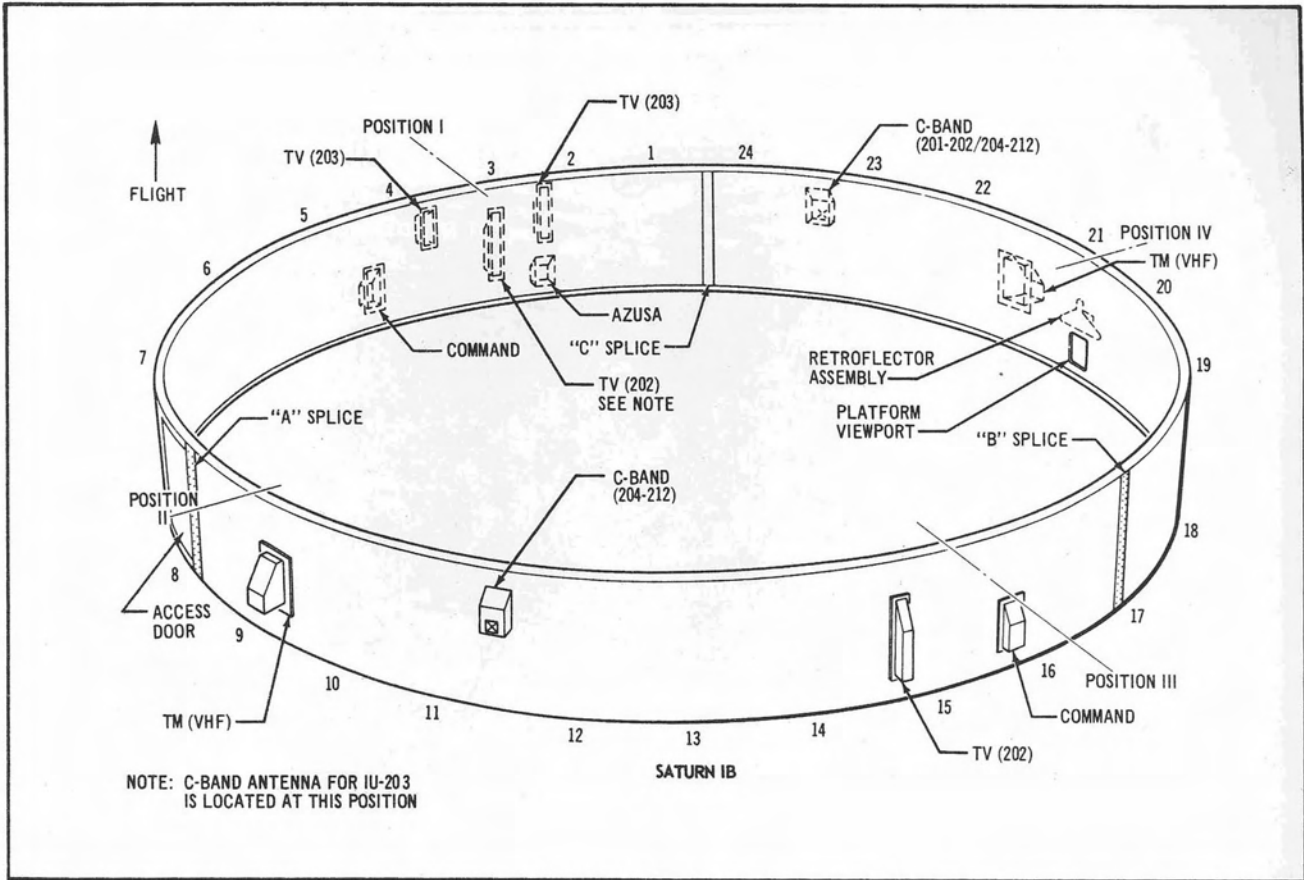 TV (203)
POSITION I
C-BAND
(201-202/204-212)
TV (203)
FLIGHT
1
24
2
23
3
22
4
5
21
POSITION IV
TM (VHF)
6
20
AZUSA
"C" SPLICE
COMMAND
RETROFLECTOR
ASSEMBLY
7
19
TV (202)
SEE NOTE
"A" SPLICE
PLATFORM
VIEWPORT
"B" SPLICE
C-BAND
(204-212)
POSITION
II
18
8
ACCESS
DOOR
17
9
16
10
POSITION III
11
15
COMMAND
TM (VHF)
12
13
14
TV (202)
SATURN IB
NOTE: C-BAND ANTENNA FOR IU-203
IS LOCATED AT THIS POSITION